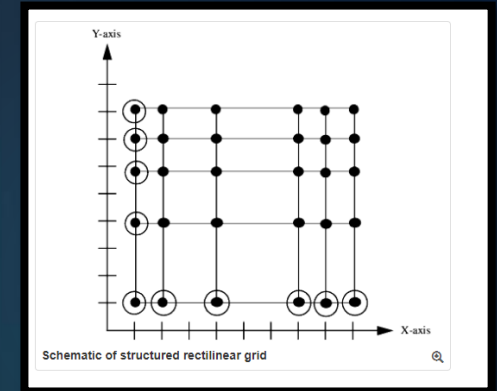 Y-axis
X-axis
Schematic of structured rectilinear grid